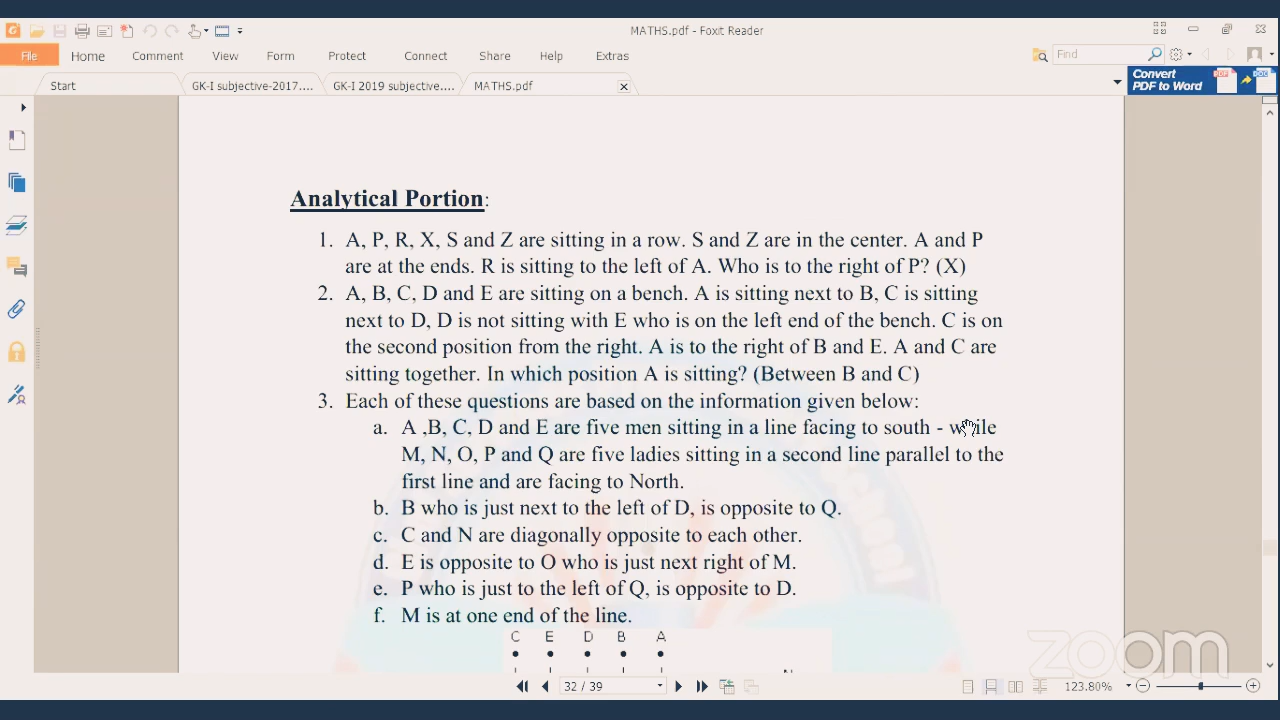 MATHS.pdf - Foxit Reader
File Home Comment View Form Protect Connect Share Help Extras
Find
Start GK-I subjective-2017.... GK-I 2019 subjective.... MATHS.pdf
Convert
PDF to Word
Analytical Portion:
1. A, P, R, X, S and Z are sitting in a row. S and Z are in the center. A and P
are at the ends. R is sitting to the left of A. Who is to the right of P? (X)
2. A, B, C, D and E are sitting on a bench. A is sitting next to B, C is sitting
next to D, D is not sitting with E who is on the left end of the bench. C is on
the second position from the right. A is to the right of B and E. A and C are
sitting together. In which position A is sitting? (Between B and C)
3. Each of these questions are based on the information given below:
a. A ,B, C, D and E are five men sitting in a line facing to south - while
M, N, O, P and Q are five ladies sitting in a second line parallel to the
first line and are facing to North.
b. B who is just next to the left of D, is opposite to Q.
c. C and N are diagonally opposite to each other.
d. E is opposite to O who is just next right of M.
e. P who is just to the left of Q, is opposite to D.
f. M is at one end of the line.
C E D B A
zoom
32 / 39
123.80%